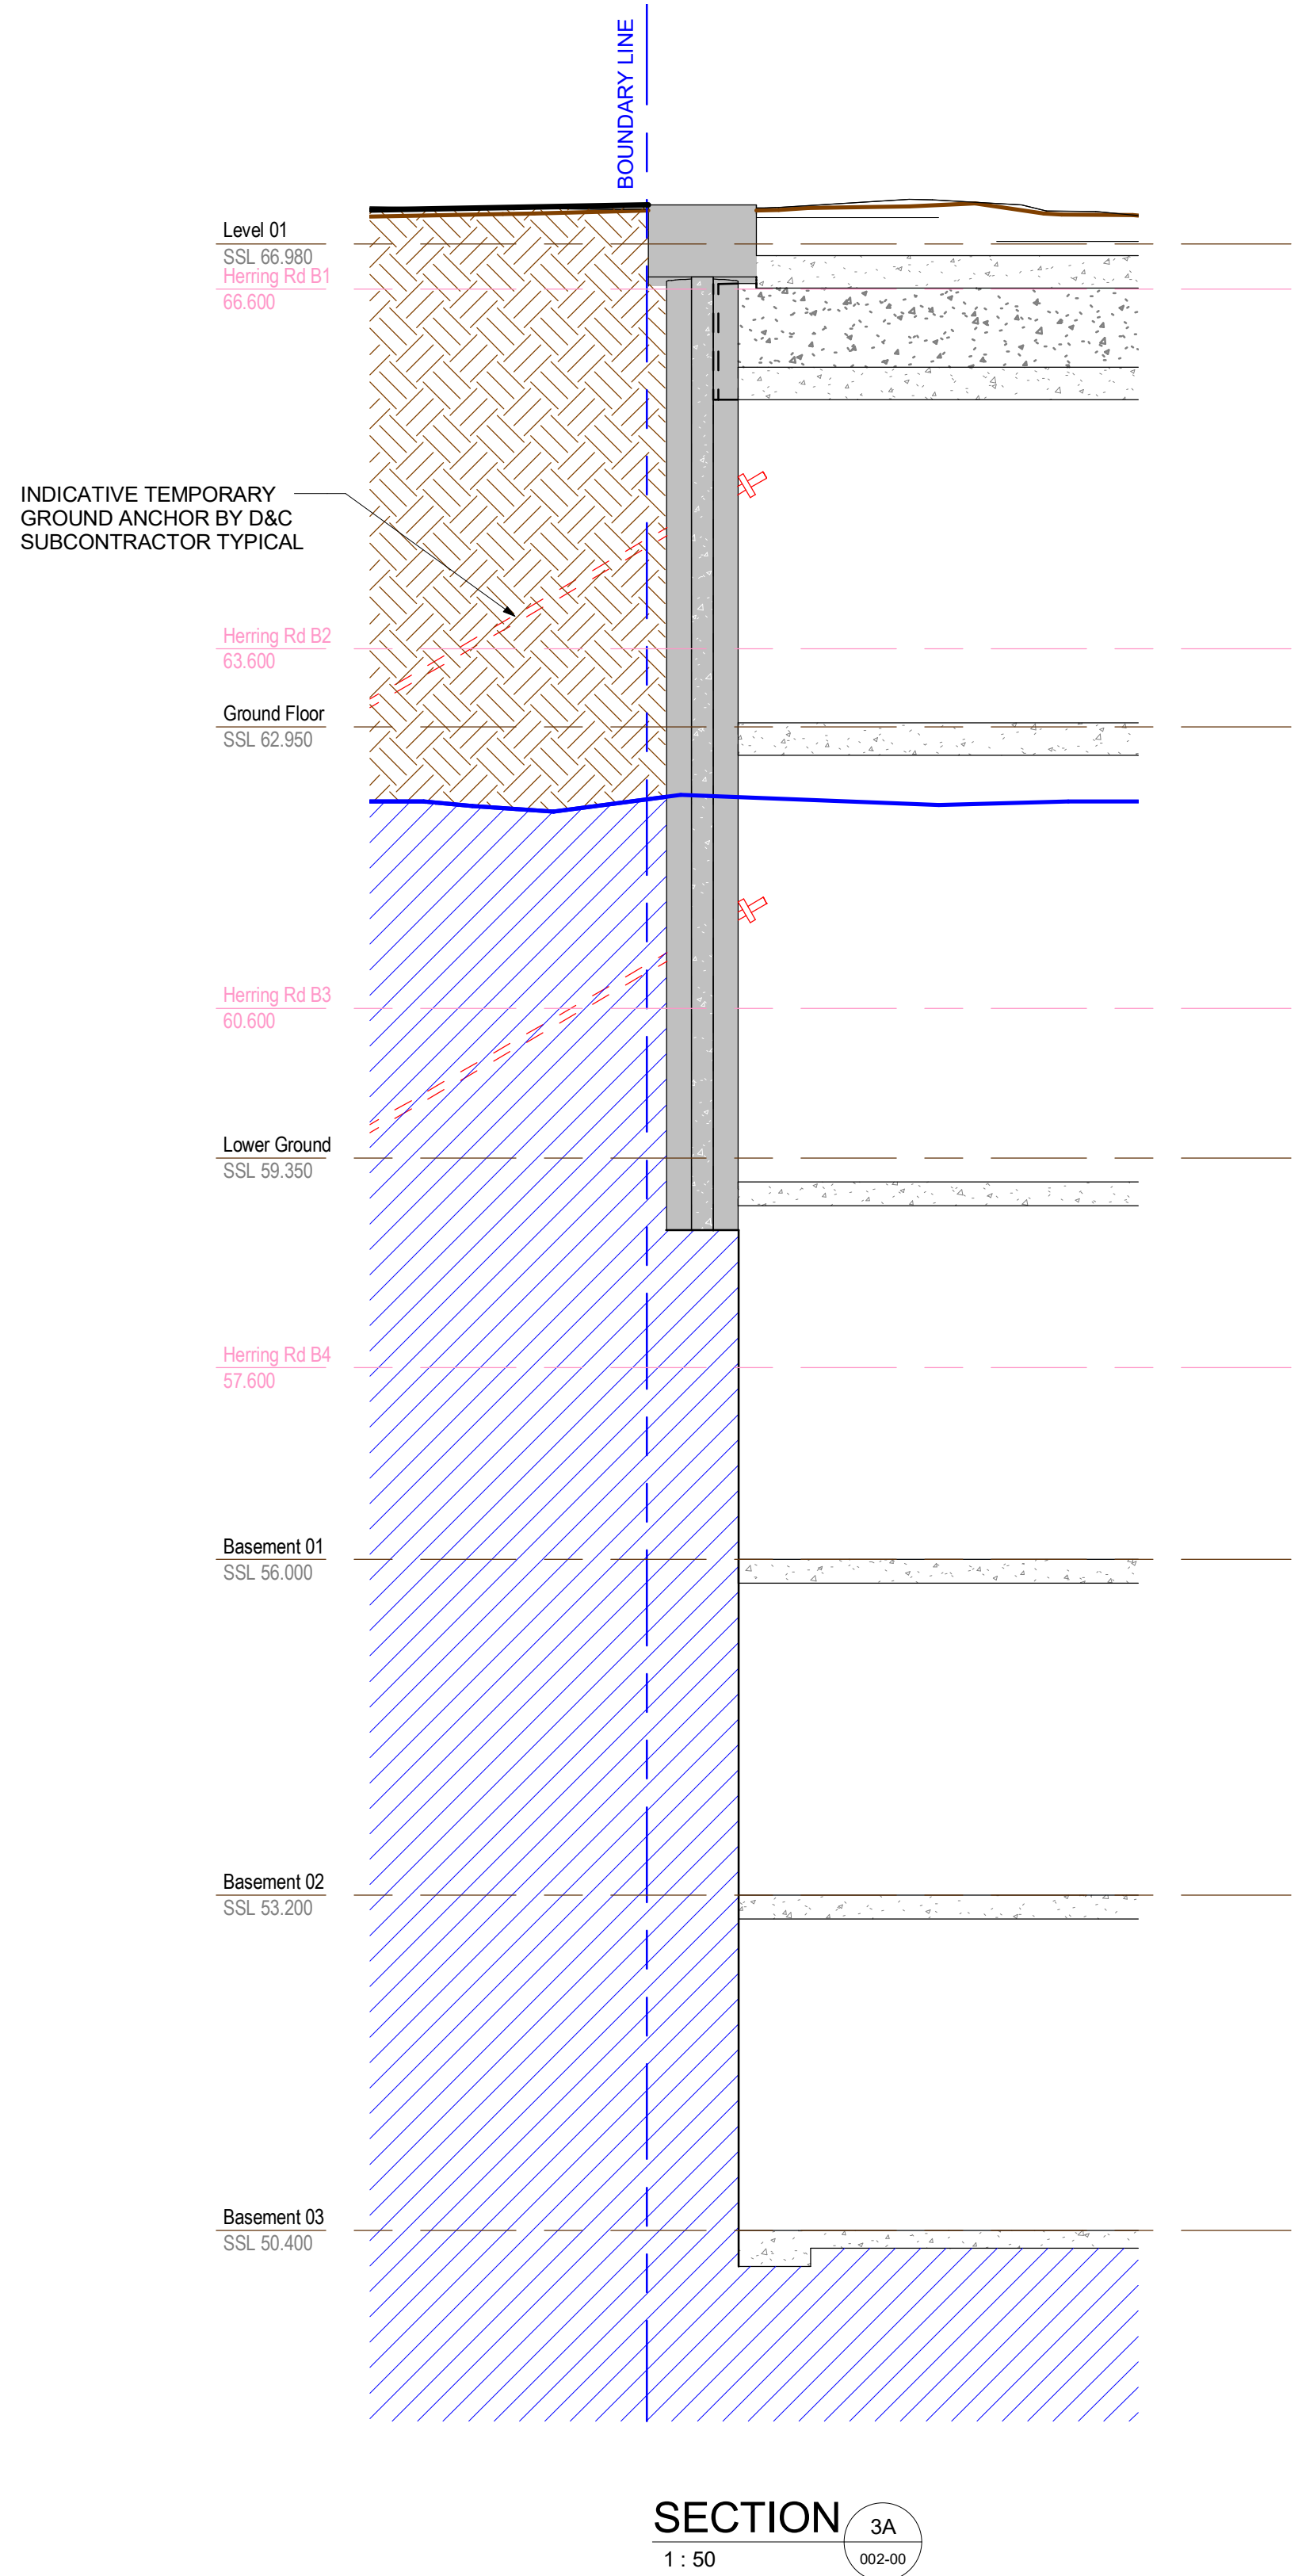 BOUNDARY LINE
Level 01
SSL 66.980
Herring Rd B1
66.600
INDICATIVE TEMPORARY
GROUND ANCHOR BY D&C
SUBCONTRACTOR TYPICAL
Herring Rd B2
63.600
Ground Floor
SSL 62.950
Herring Rd B3
60.600
Lower Ground
SSL 59.350
Herring Rd B4
57.600
Basement 01
SSL 56.000
Basement 02
SSL 53.200
Basement 03
SSL 50.400
SECTION
3A
1 : 50
002-00